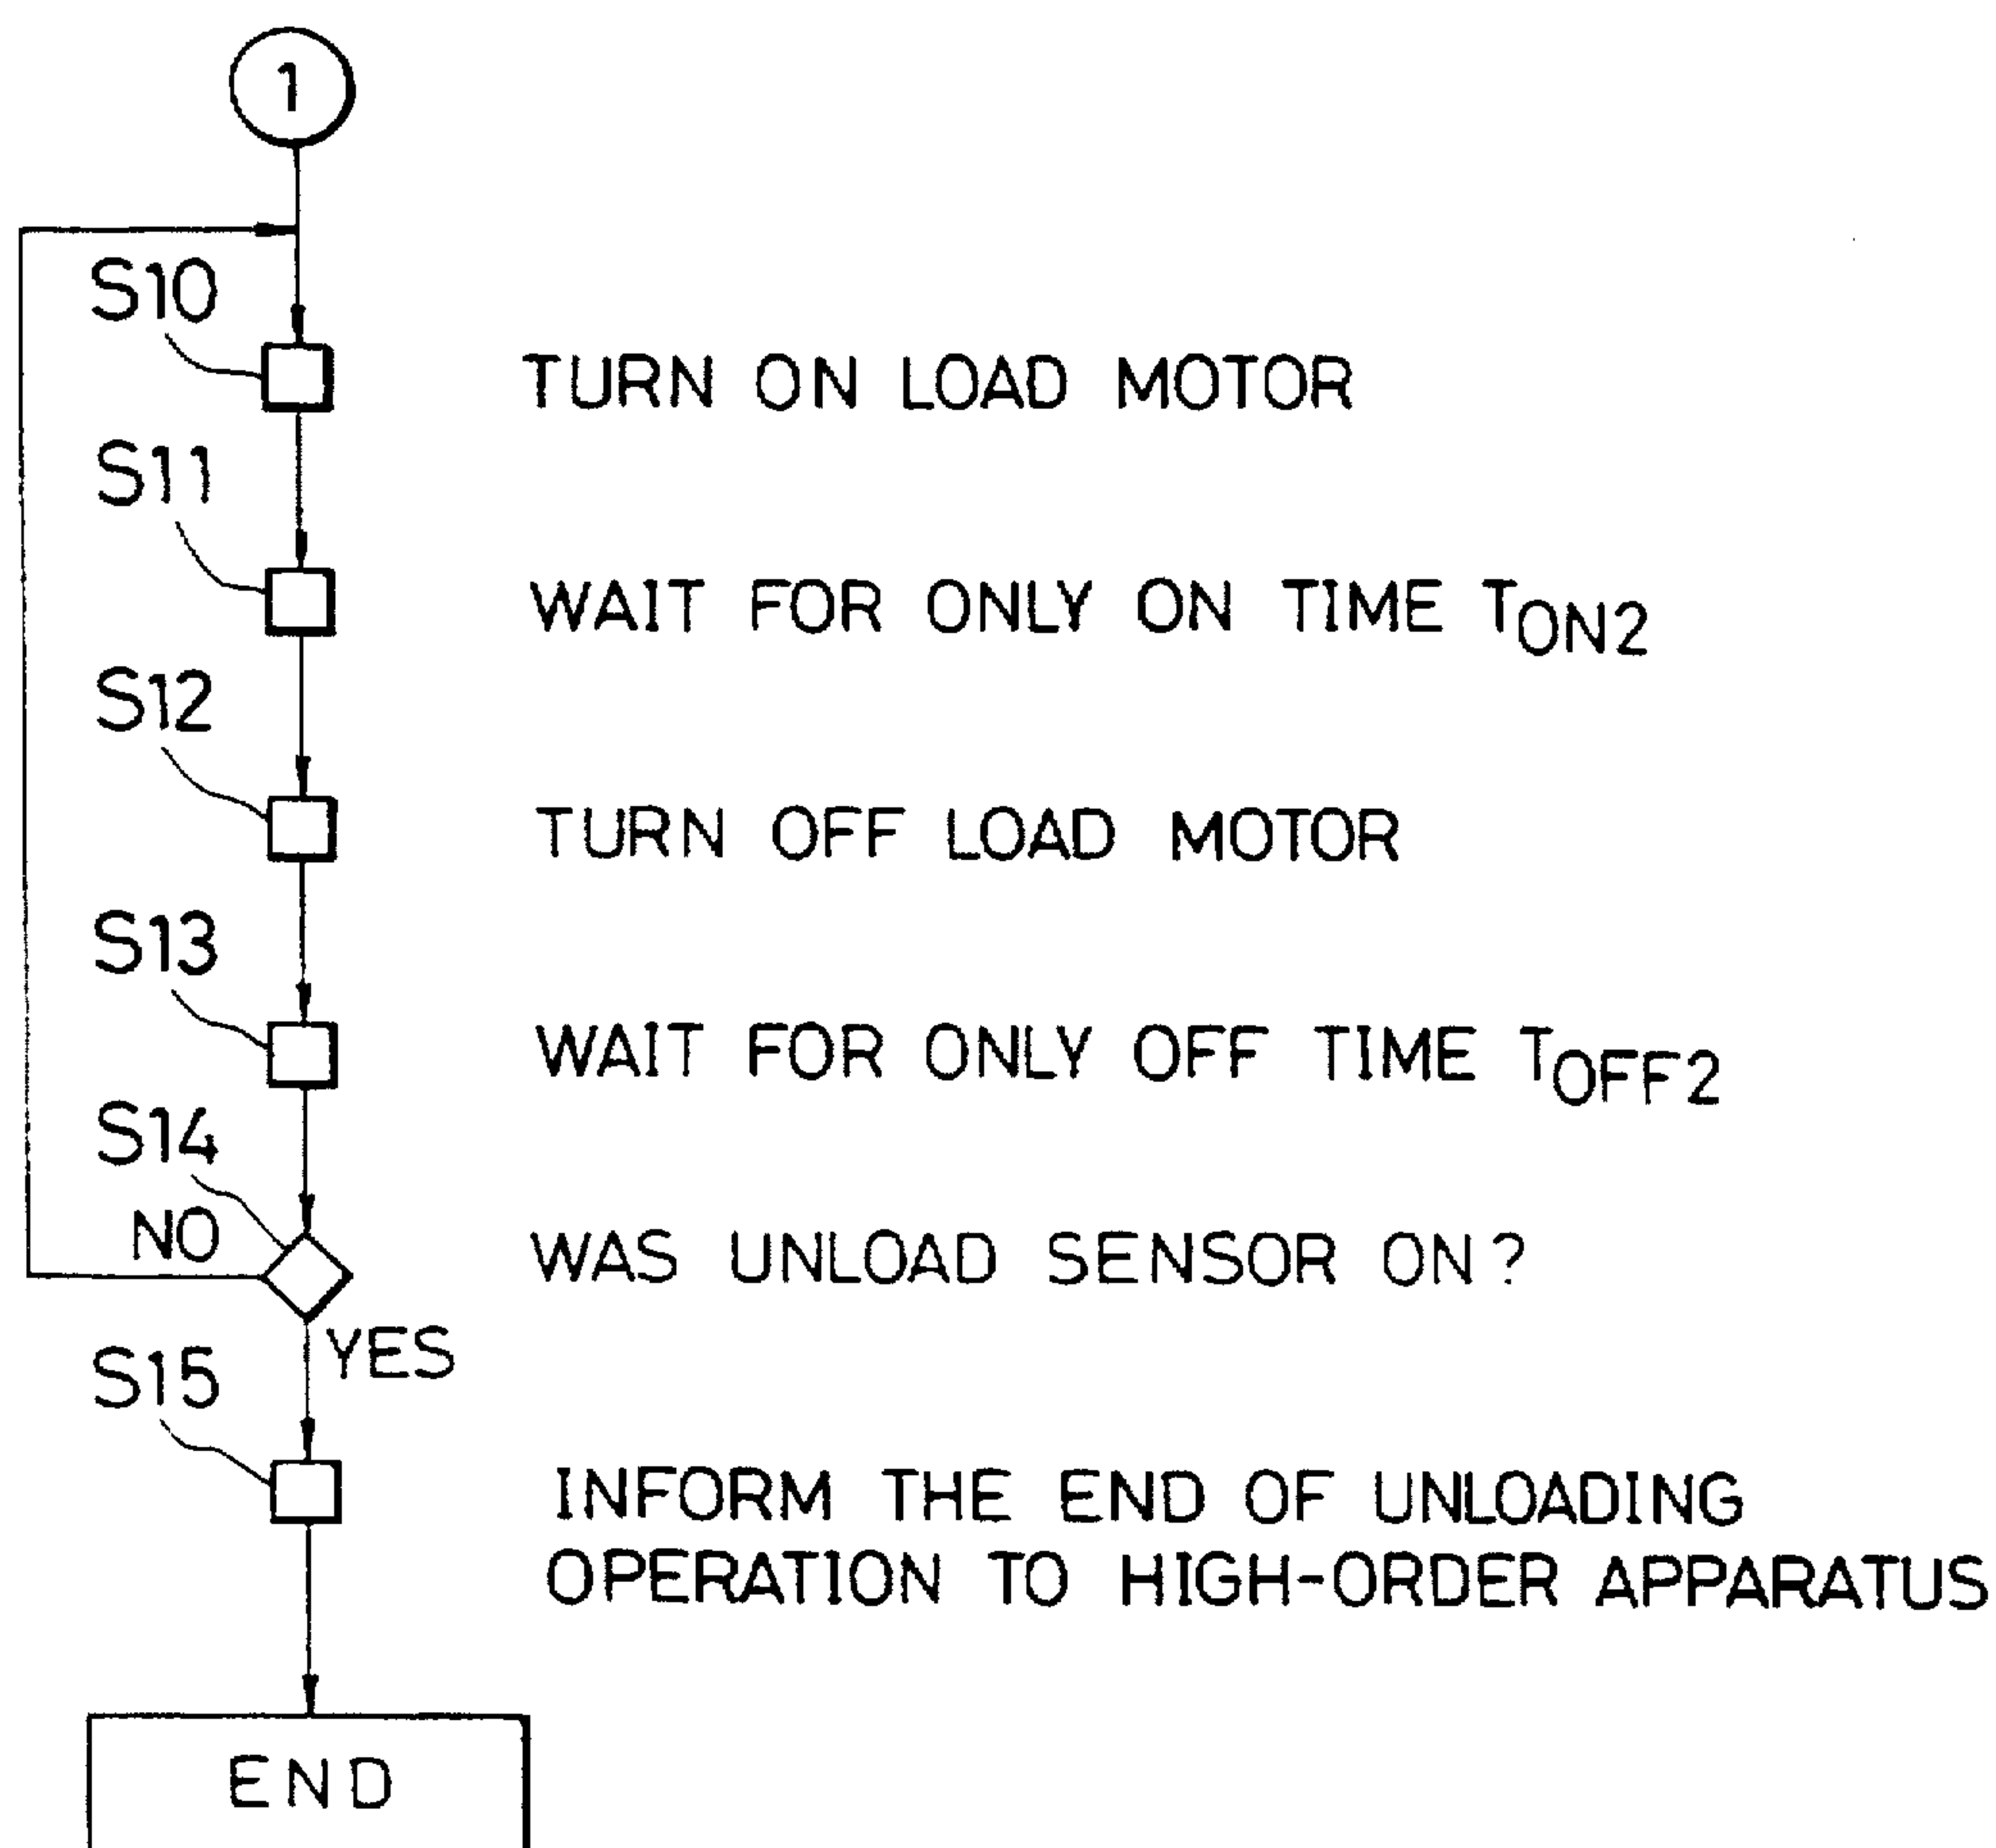 1
S10
TURN ON LOAD MOTOR
S11
WAIT FOR ONLY ON TIME TON2
S12
TURN OFF LOAD MOTOR
S13
WAIT FOR ONLY OFF TIME TOFF2
S14
NO
WAS UNLOAD SENSOR ON?
YES
S15
INFORM THE END OF UNLOADING
OPERATION TO HIGH-ORDER APPARATUS
END